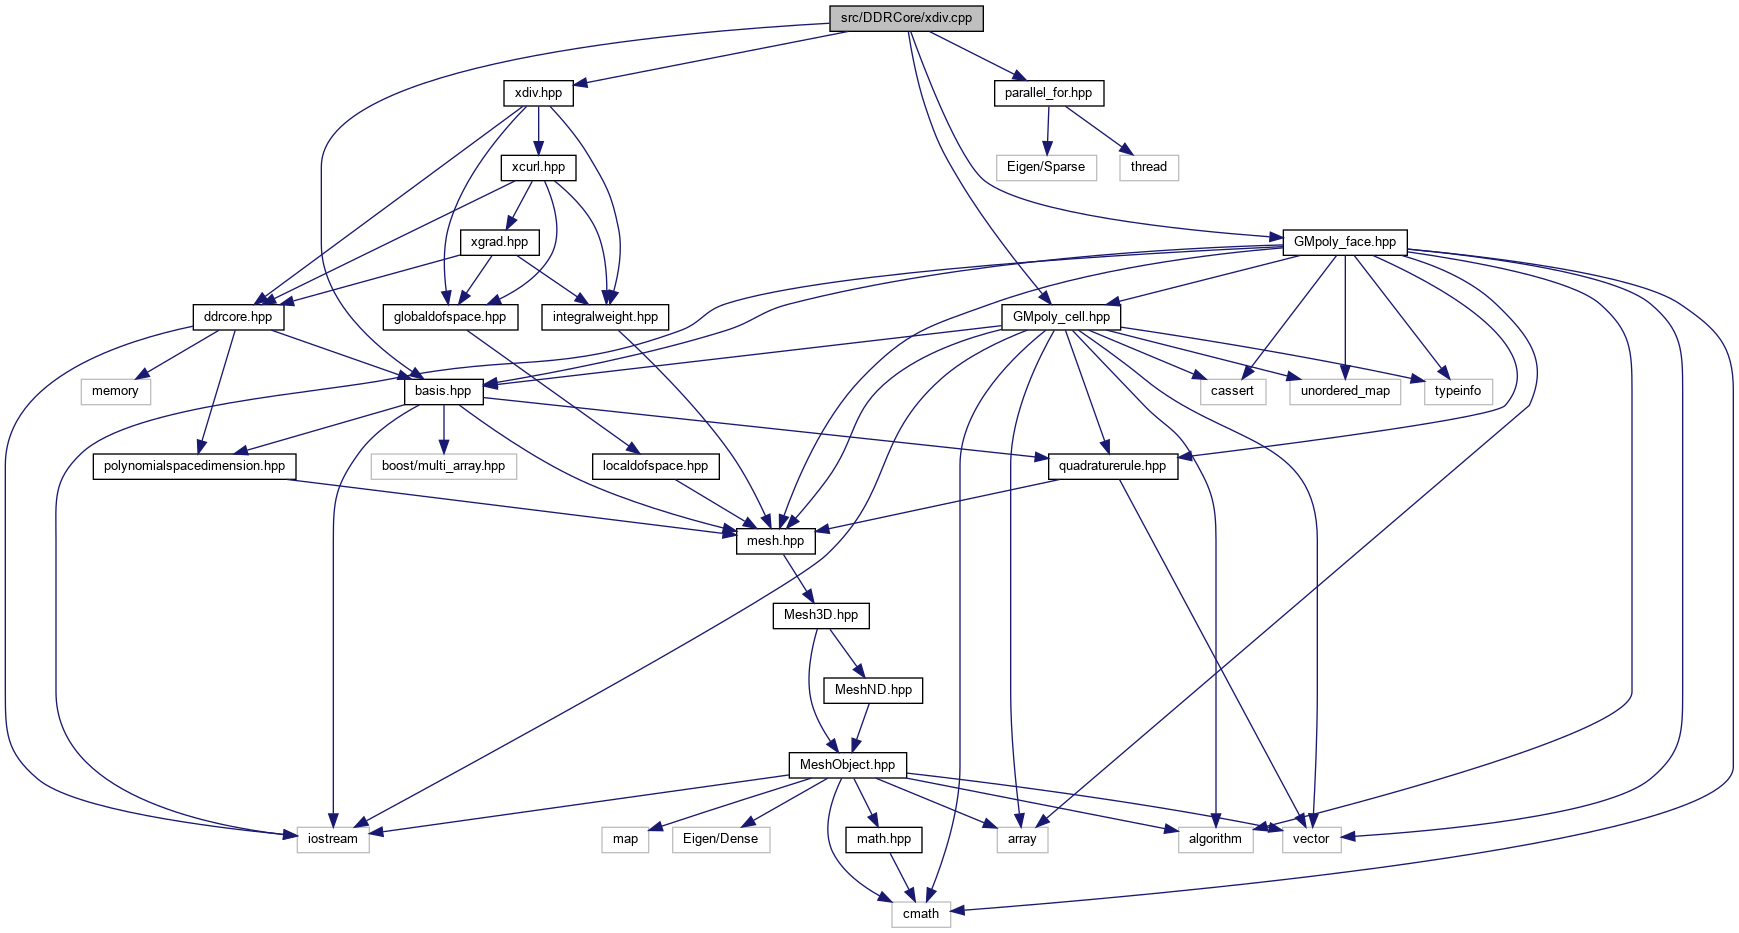 src/DDRCore/xdiv.cpp
xdiv.hpp
parallel_for.hpp
xcurl.hpp
Eigen/Sparse
thread
xgrad.hpp
GMpoly_face.hpp
ddrcore.hpp
globaldofspace.hpp
integralweight.hpp
GMpoly_cell.hpp
memory
basis.hpp
cassert
unordered_map
typeinfo
polynomialspacedimension.hpp
boost/multi_array.hpp
localdofspace.hpp
quadraturerule.hpp
mesh.hpp
Mesh3D.hpp
MeshND.hpp
MeshObject.hpp
iostream
map
Eigen/Dense
math.hpp
array
algorithm
vector
cmath